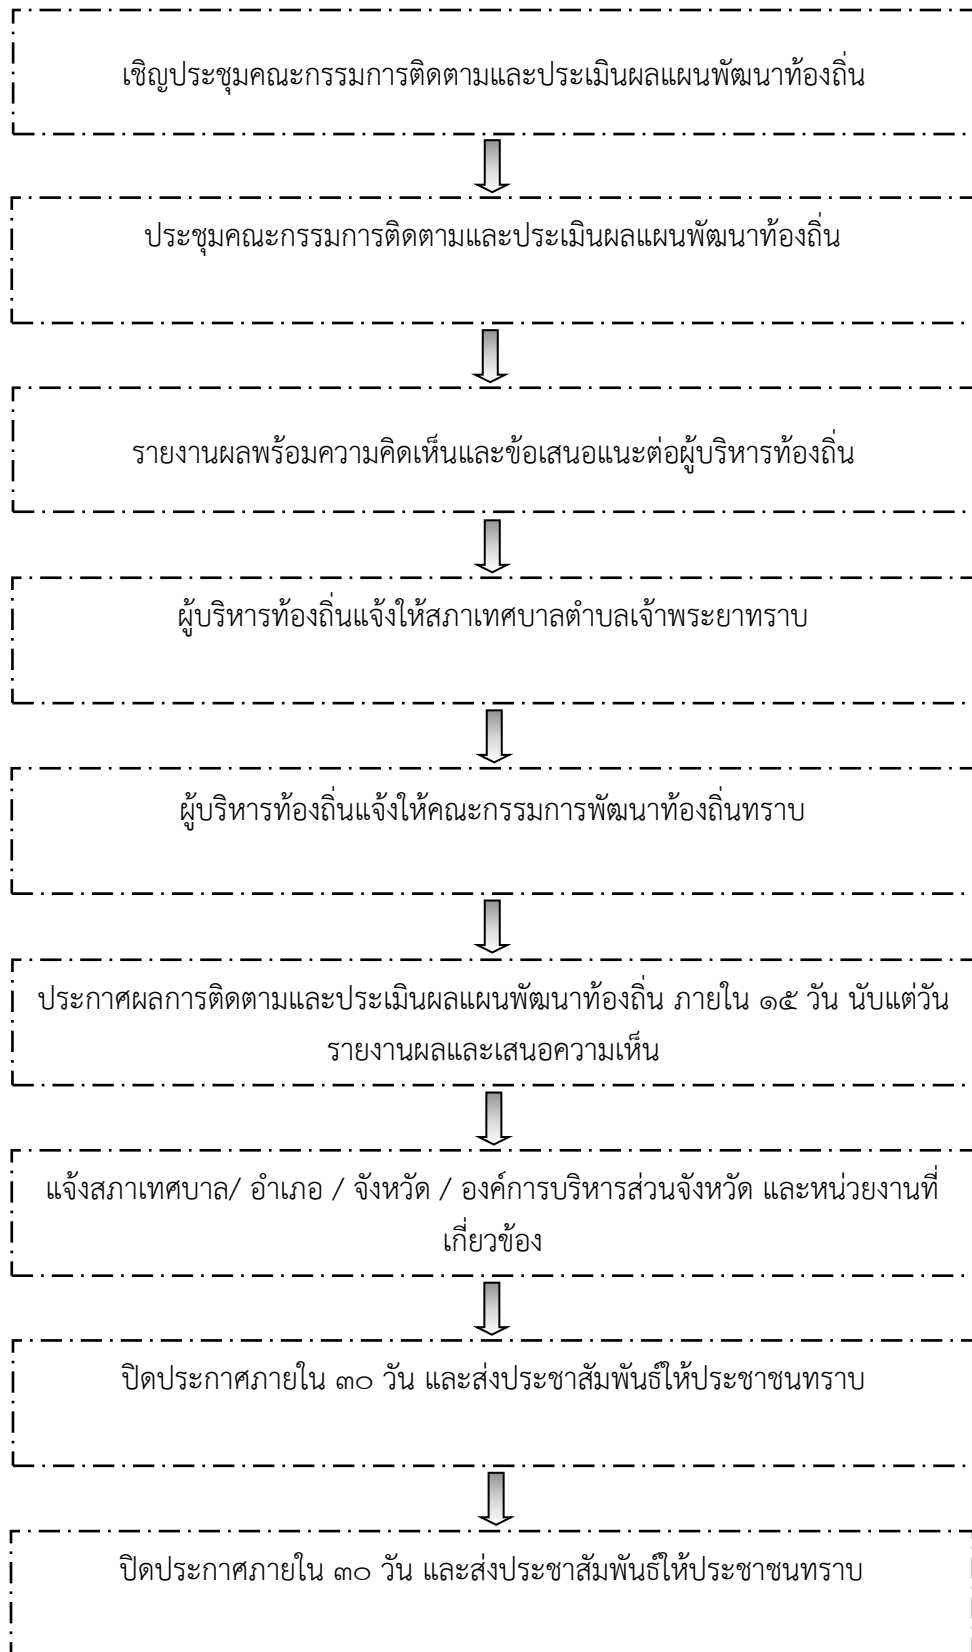 เชิญประชุมคณะกรรมการติดตามและประเมินผลแผนพัฒนาท้องถิ่น
ประชุมคณะกรรมการติดตามและประเมินผลแผนพัฒนาท้องถิ่น
รายงานผลพร้อมความคิดเห็นและข้อเสนอแนะต่อผู้บริหารท้องถิ่น
ผู้บริหารท้องถิ่นแจ้งให้สภาเทศบาลตำบลเจ้าพระยาทราบ
ผู้บริหารท้องถิ่นแจ้งให้คณะกรรมการพัฒนาท้องถิ่นทราบ
ประกาศผลการติดตามและประเมินผลแผนพัฒนาท้องถิ่น ภายใน ๑๕ วัน นับแต่วัน
รายงานผลและเสนอความเห็น
แจ้งสภาเทศบาล/ อำเภอ / จังหวัด / องค์การบริหารส่วนจังหวัด และหน่วยงานที่
เกี่ยวข้อง
ปิดประกาศภายใน ๓๐ วัน และส่งประชาสัมพันธ์ให้ประชาชนทราบ
ปิดประกาศภายใน ๓๐ วัน และส่งประชาสัมพันธ์ให้ประชาชนทราบ